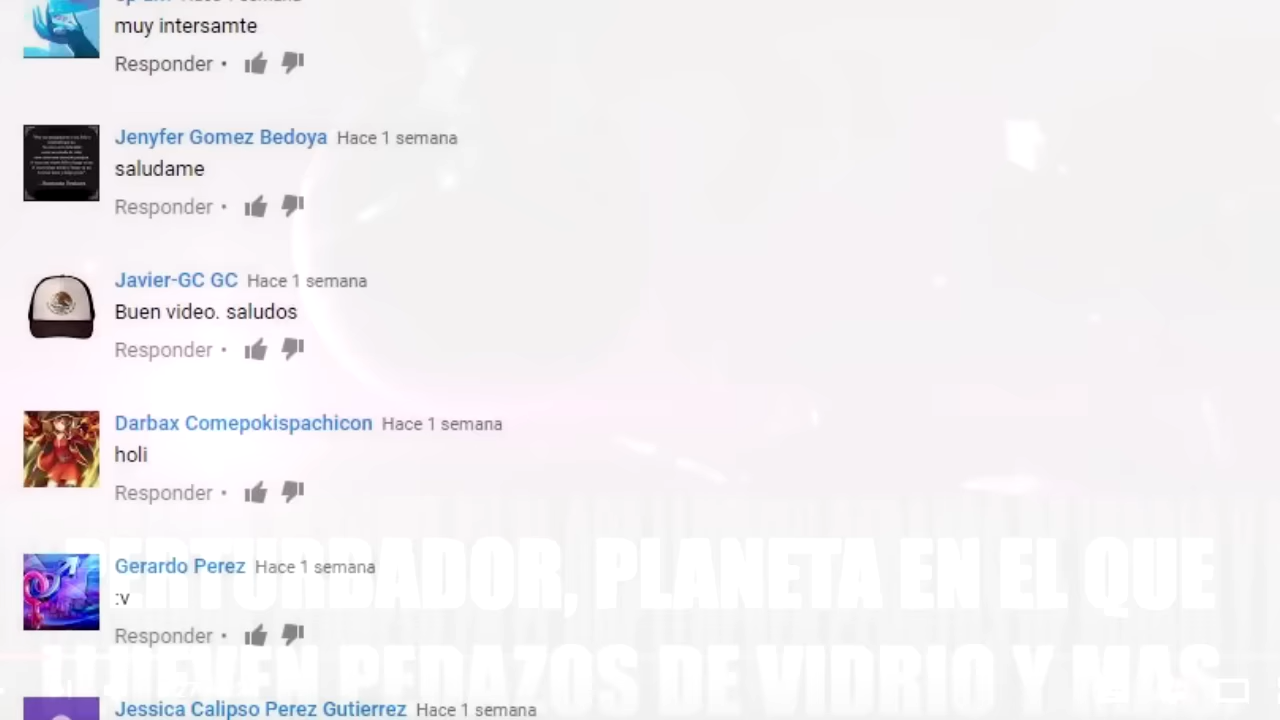 muy intersamte
Responder •
Jenyfer Gomez Bedoya Hace 1 semana
saludame
Responder •
Javier-GC GC Hace 1 semana
Buen video. saludos
Responder •
Darbax Comepokispachicon Hace 1 semana
holi
Responder •
Gerardo Perez Hace 1 semana
:v
Responder •
PERTURBADOR, PLANETA EN EL QUE
LLUEVEN PEDAZOS DE VIDRIO Y MAS
Jessica Calipso Perez Gutierrez Hace 1 semana